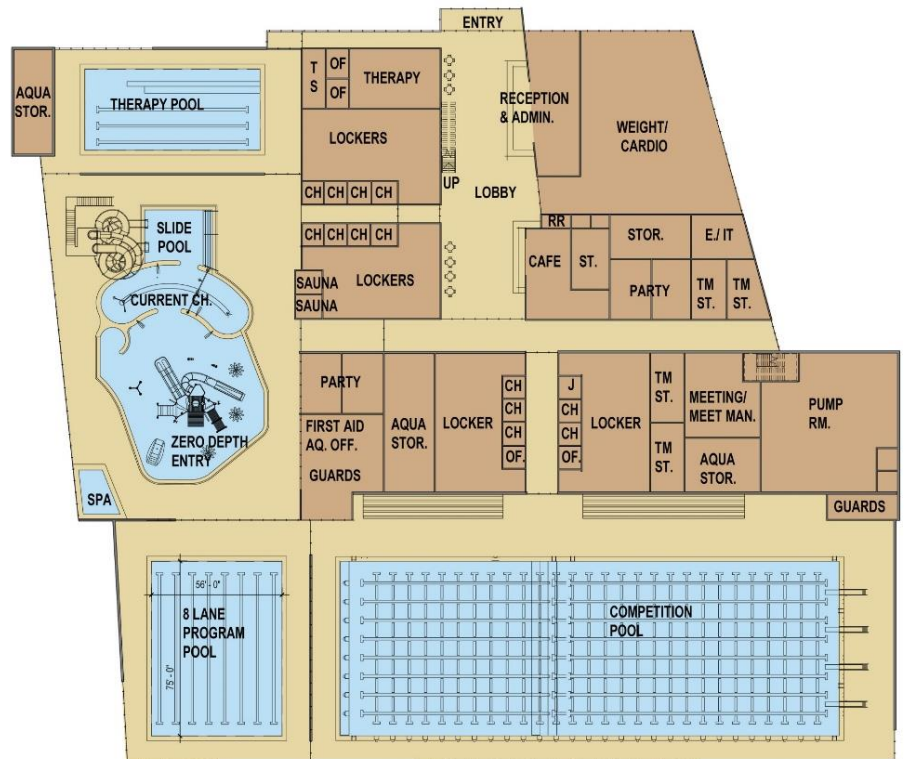 ENTRY
AQUA
STOR.
THERAPY POOL
T
S
OF
OF
THERAPY
RECEPTION
& ADMIN.
WEIGHT/
CARDIO
LOCKERS
CH CH CH CH
UP
LOBBY
SLIDE
POOL
CH CH CH CH
LOCKERS
SAUNA
SAUNA
RR
CAFE
ST.
STOR.
E./ IT
PARTY
TM
ST.
TM
ST.
CURRENT CH.
ZERO DEPTH
ENTRY
SPA
PARTY
FIRST AID
AQ. OFF.
GUARDS
AQUA
STOR.
LOCKER
CH
CH
CH
OF.
J
CH
CH
OF.
LOCKER
TM
ST.
TM
ST.
MEETING/
MEET MAN.
AQUA
STOR.
PUMP
RM.
GUARDS
56' - 0"
8 LANE
PROGRAM
POOL
75' - 0"
COMPETITION
POOL